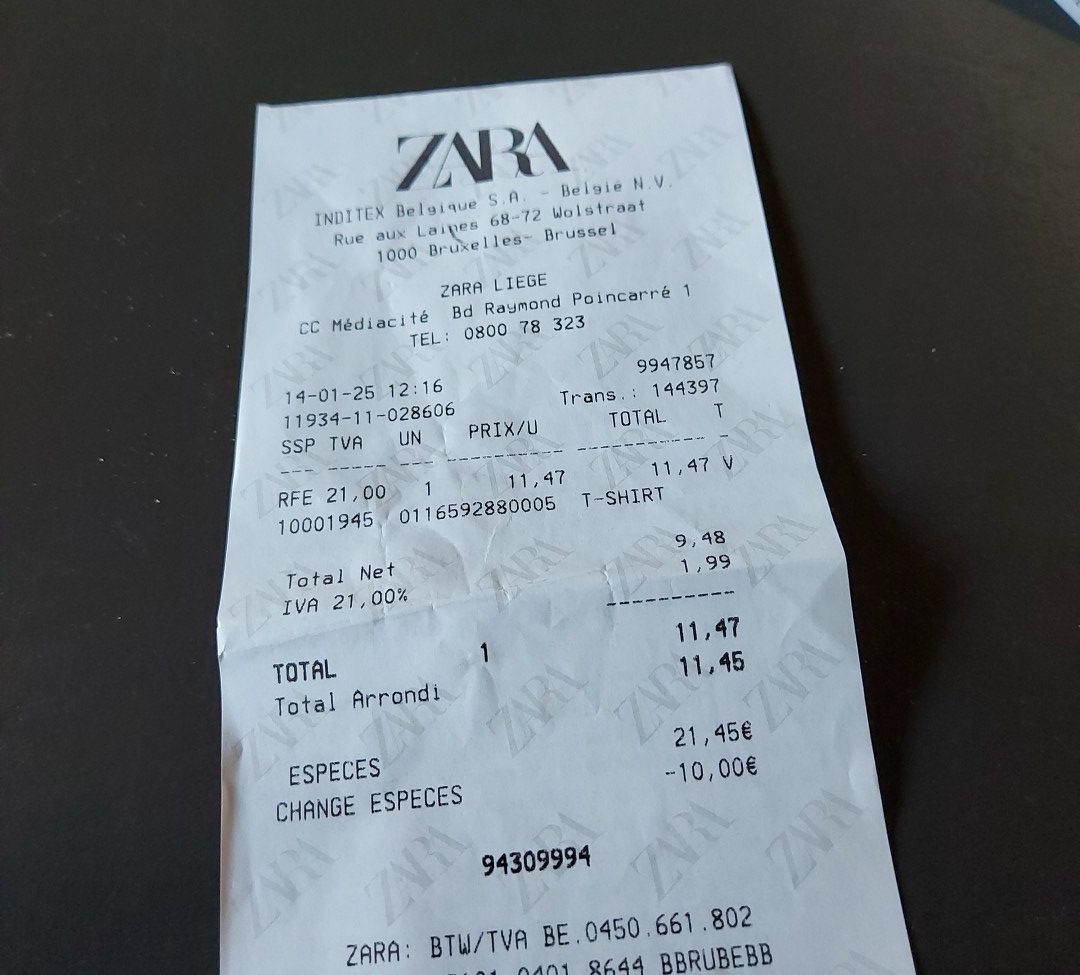 ZARA
INDITEX Belgique S.A. - Belgie N.V.
Rue aux Laines 68-72 Wolstraat
1000 Bruxelles- Brussel
ZARA LIEGE
CC Médiacité Bd Raymond Poincarré 1
TEL: 0800 78 323
9947857
14-01-25 12:16 Trans.: 144397
11934-11-028606
SSP TVA UN PRIX/U TOTAL T
RFE 21,00 1 11,47 11,47 V
10001945 0116592880005 T-SHIRT
Total Net 9,48
IVA 21,00% 1,99
TOTAL 1 11,47
Total Arrondi 11,45
ESPECES 21,45€
CHANGE ESPECES -10,00€
94309994
ZARA: BTW/TVA BE.0450.661.802
0401 8644 BBRUBEBB